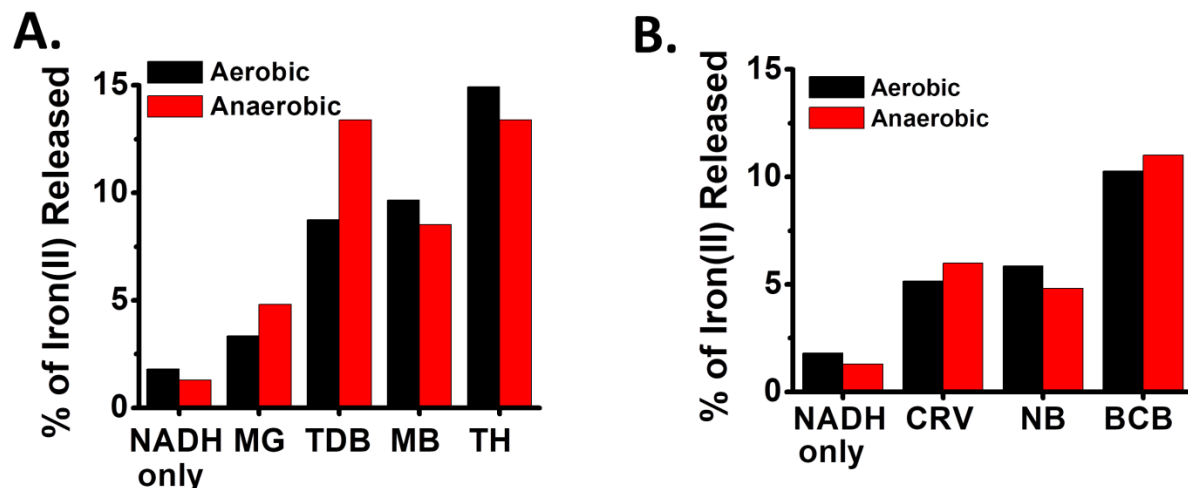 A.
% of Iron(II) Released
15
10
5
0
Aerobic
Anaerobic
NADH only
MG
TDB
MB
TH
B.
% of Iron(II) Released
15
10
5
0
Aerobic
Anaerobic
NADH only
CRV
NB
BCB